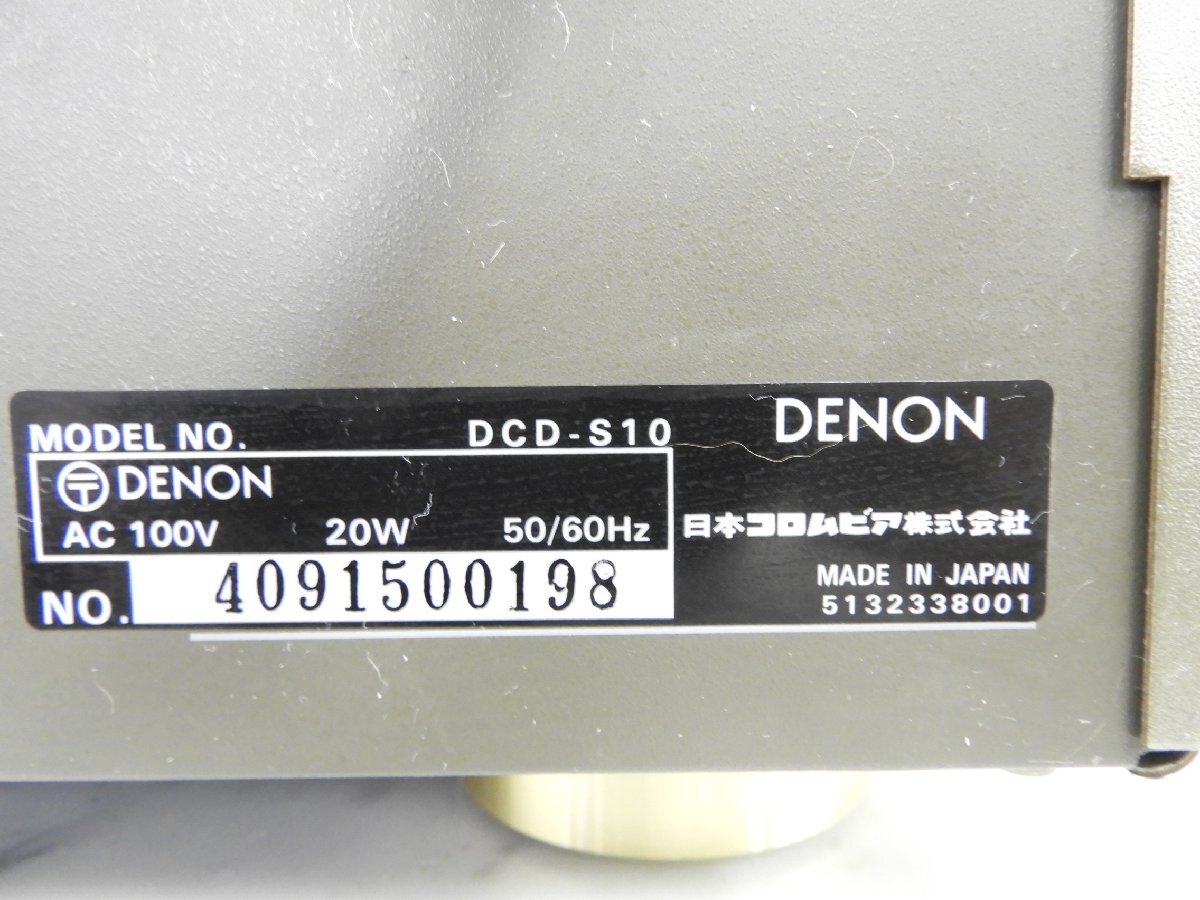 MODEL NO. DCD-S10
DENON
DENON
AC 100V 20W 50/60Hz
日本コロムビア株式会社
NO. 4091500198
MADE IN JAPAN
5132338001